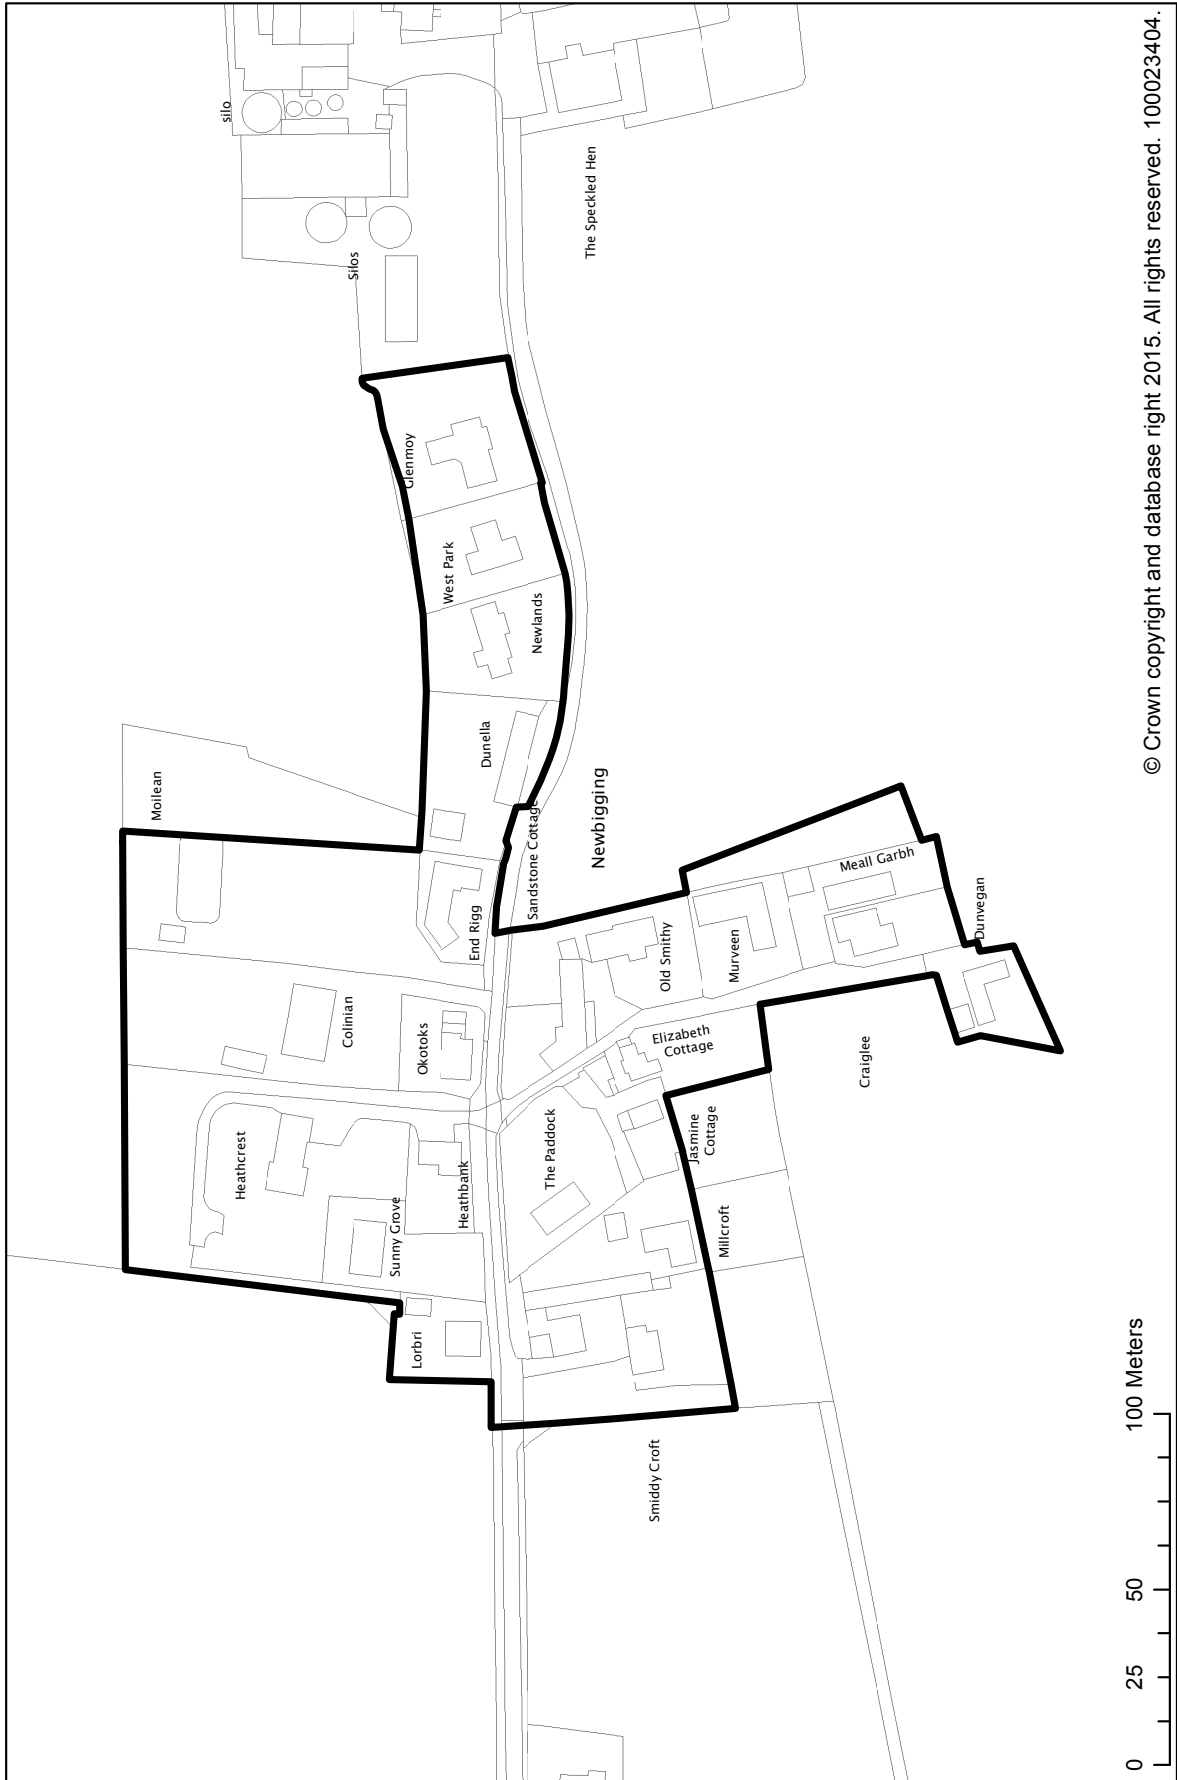 silo
Silos
The Speckled Hen
Glenmoy
West Park
Newlands
Moilean
Dunella
Sandstone Cottage
Newbigging
End Rigg
Meall Garbh
Dunvegan
Old Smithy
Murveen
Colinian
Okotoks
Elizabeth
Cottage
Craiglee
Heathcrest
Sunny Grove
Heathbank
The Paddock
Jasmine
Cottage
Millcroft
Lorbri
Smiddy Croft
0 25 50 100 Meters
© Crown copyright and database right 2015. All rights reserved. 100023404.